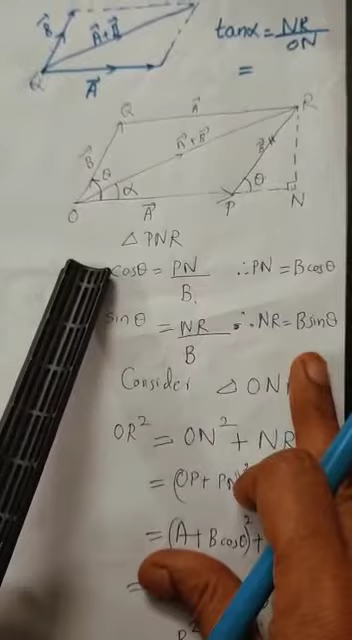 B⃗ A⃗+B⃗ tanα = NR/ON
O A⃗ =
Q A⃗ R
B⃗ θ A⃗+B⃗ B⃗
α θ
O A⃗ P N
△ PNR
cosθ = PN/B. ∴PN = Bcosθ
sinθ = NR/B ∴NR = Bsinθ
Consider △ ON
OR² = ON² + NR
= (OP + PN)²
= (A + Bcosθ)² +
=
R²